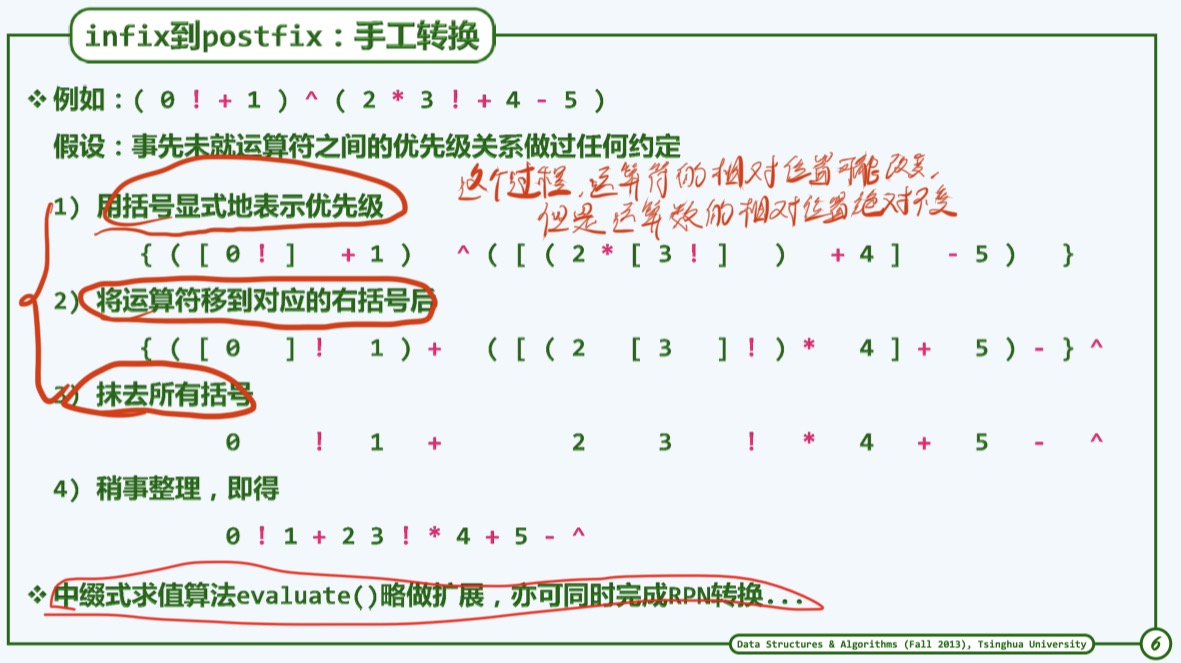 infix到postfix：手工转换
❖ 例如：( 0 ! + 1 ) ^ ( 2 * 3 ! + 4 - 5 )
假设：事先未就运算符之间的优先级关系做过任何约定
这个过程，运算符的相对位置可能改变，
但是运算数的相对位置绝对不变
1) 用括号显式地表示优先级
{ ( [ 0 ! ] + 1 ) ^ ( [ ( 2 * [ 3 ! ] ) + 4 ] - 5 ) }
2) 将运算符移到对应的右括号后
{ ( [ 0 ] ! 1 ) + ( [ ( 2 [ 3 ] ! ) * 4 ] + 5 ) - } ^
3) 抹去所有括号
0 ! 1 + 2 3 ! * 4 + 5 - ^
4) 稍事整理，即得
0 ! 1 + 2 3 ! * 4 + 5 - ^
❖ 中缀式求值算法evaluate()略做扩展，亦可同时完成RPN转换...
Data Structures & Algorithms (Fall 2013), Tsinghua University
6